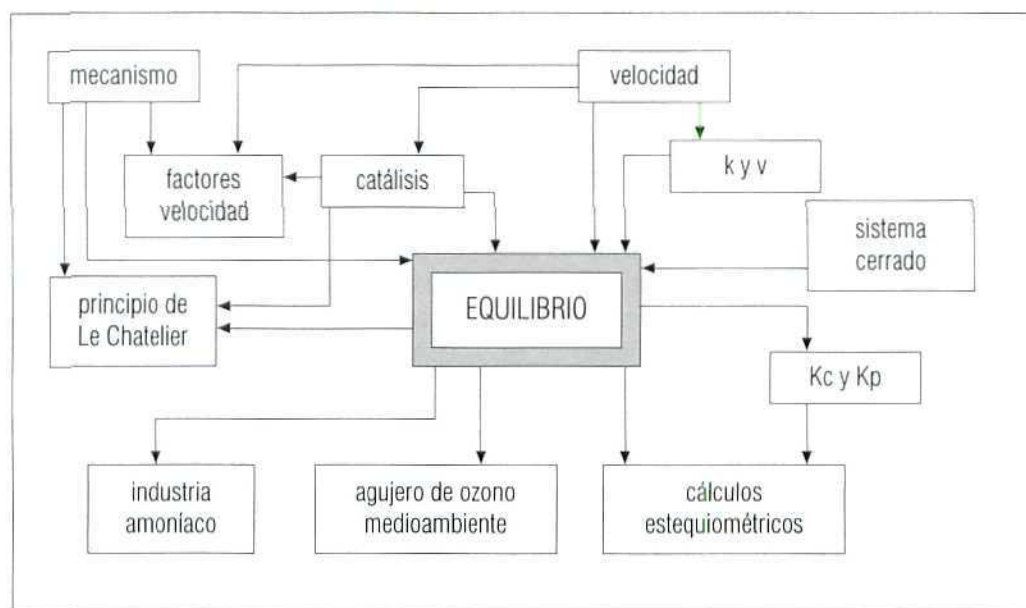 mecanismo
velocidad
factores
velocidad
catálisis
k y v
sistema
cerrado
principio de
Le Chatelier
EQUILIBRIO
Kc y Kp
industria
amoníaco
agujero de ozono
medioambiente
cálculos
estequiométricos